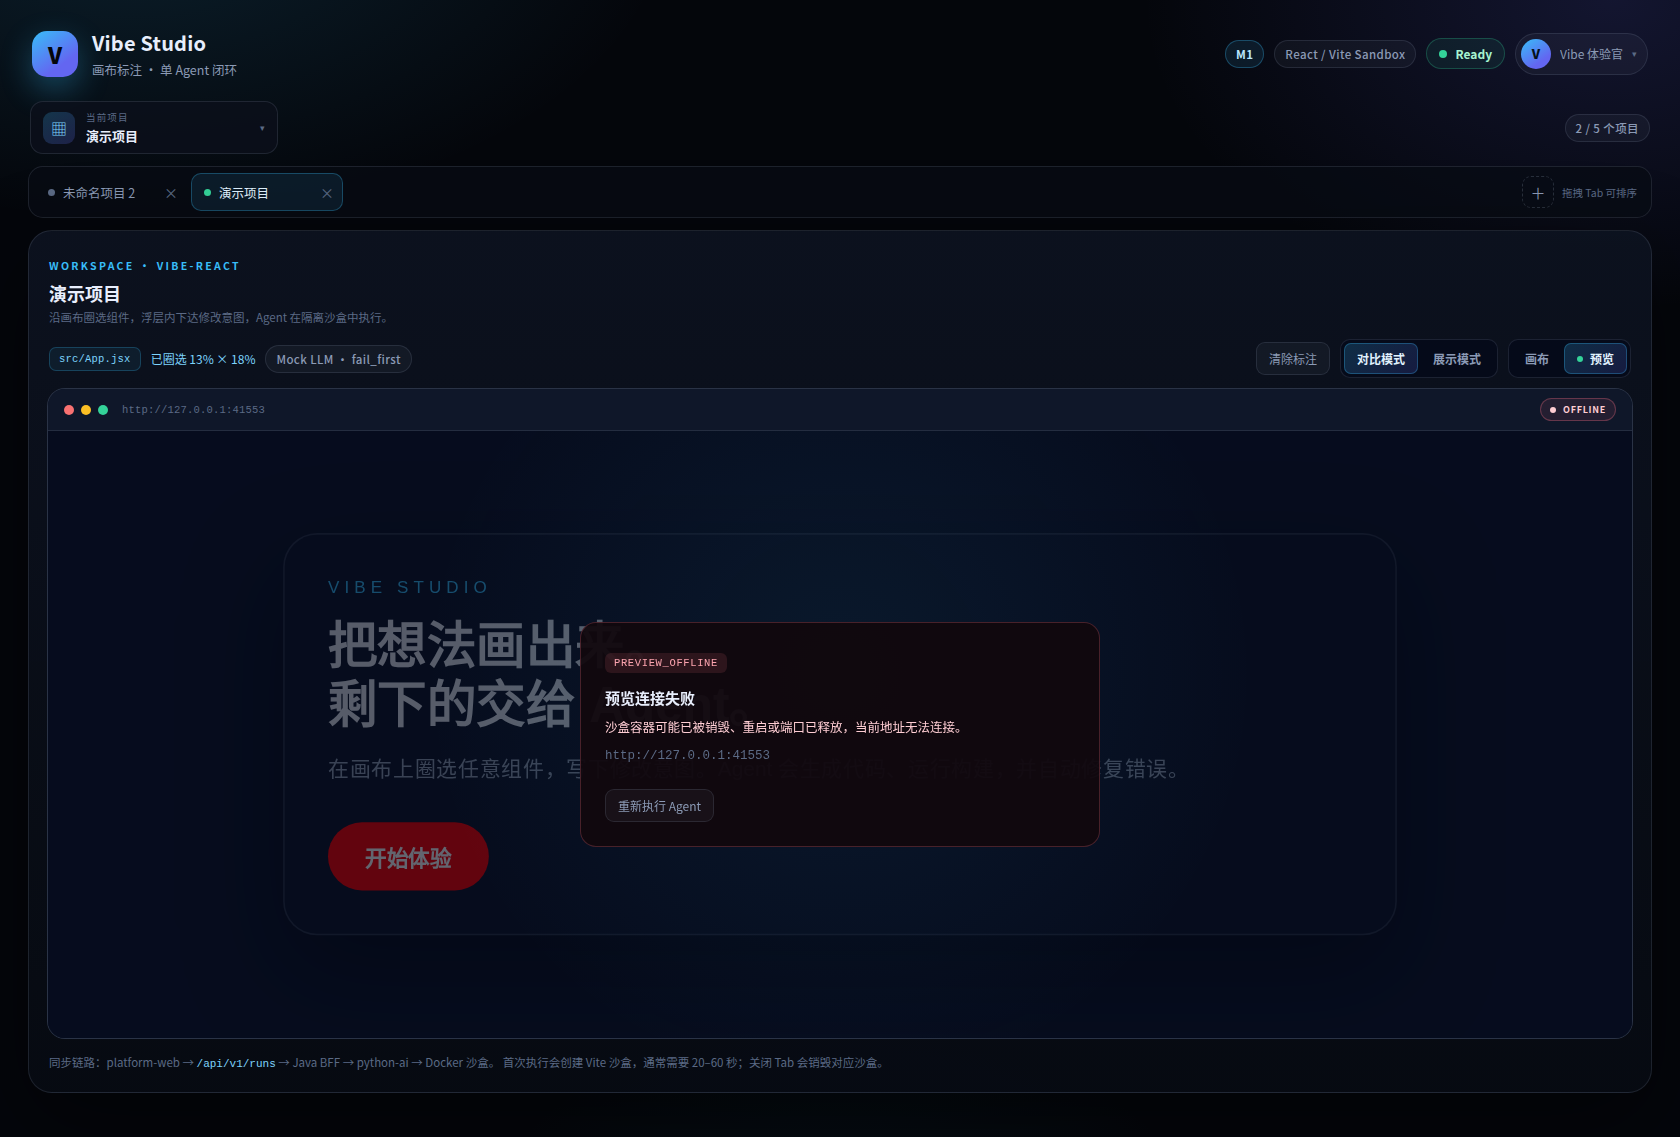 V
Vibe Studio
画布标注 · 单 Agent 闭环
M1
React / Vite Sandbox
Ready
V
Vibe 体验官
当前项目
演示项目
2 / 5 个项目
未命名项目 2
演示项目
拖拽 Tab 可排序
WORKSPACE · VIBE-REACT
演示项目
沿画布圈选组件，浮层内下达修改意图，Agent 在隔离沙盒中执行。
src/App.jsx
已圈选 13% × 18%
Mock LLM · fail_first
清除标注
对比模式
展示模式
画布
预览
http://127.0.0.1:41553
OFFLINE
VIBE STUDIO
把想法画出来
剩下的交给 Agent。
在画布上圈选任意组件，写
复错误。
开始体验
PREVIEW_OFFLINE
预览连接失败
沙盒容器可能已被销毁、重启或端口已释放，当前地址无法连接。
http://127.0.0.1:41553
重新执行 Agent
同步链路：platform-web → /api/v1/runs → Java BFF → python-ai → Docker 沙盒。 首次执行会创建 Vite 沙盒，通常需要 20–60 秒；关闭 Tab 会销毁对应沙盒。